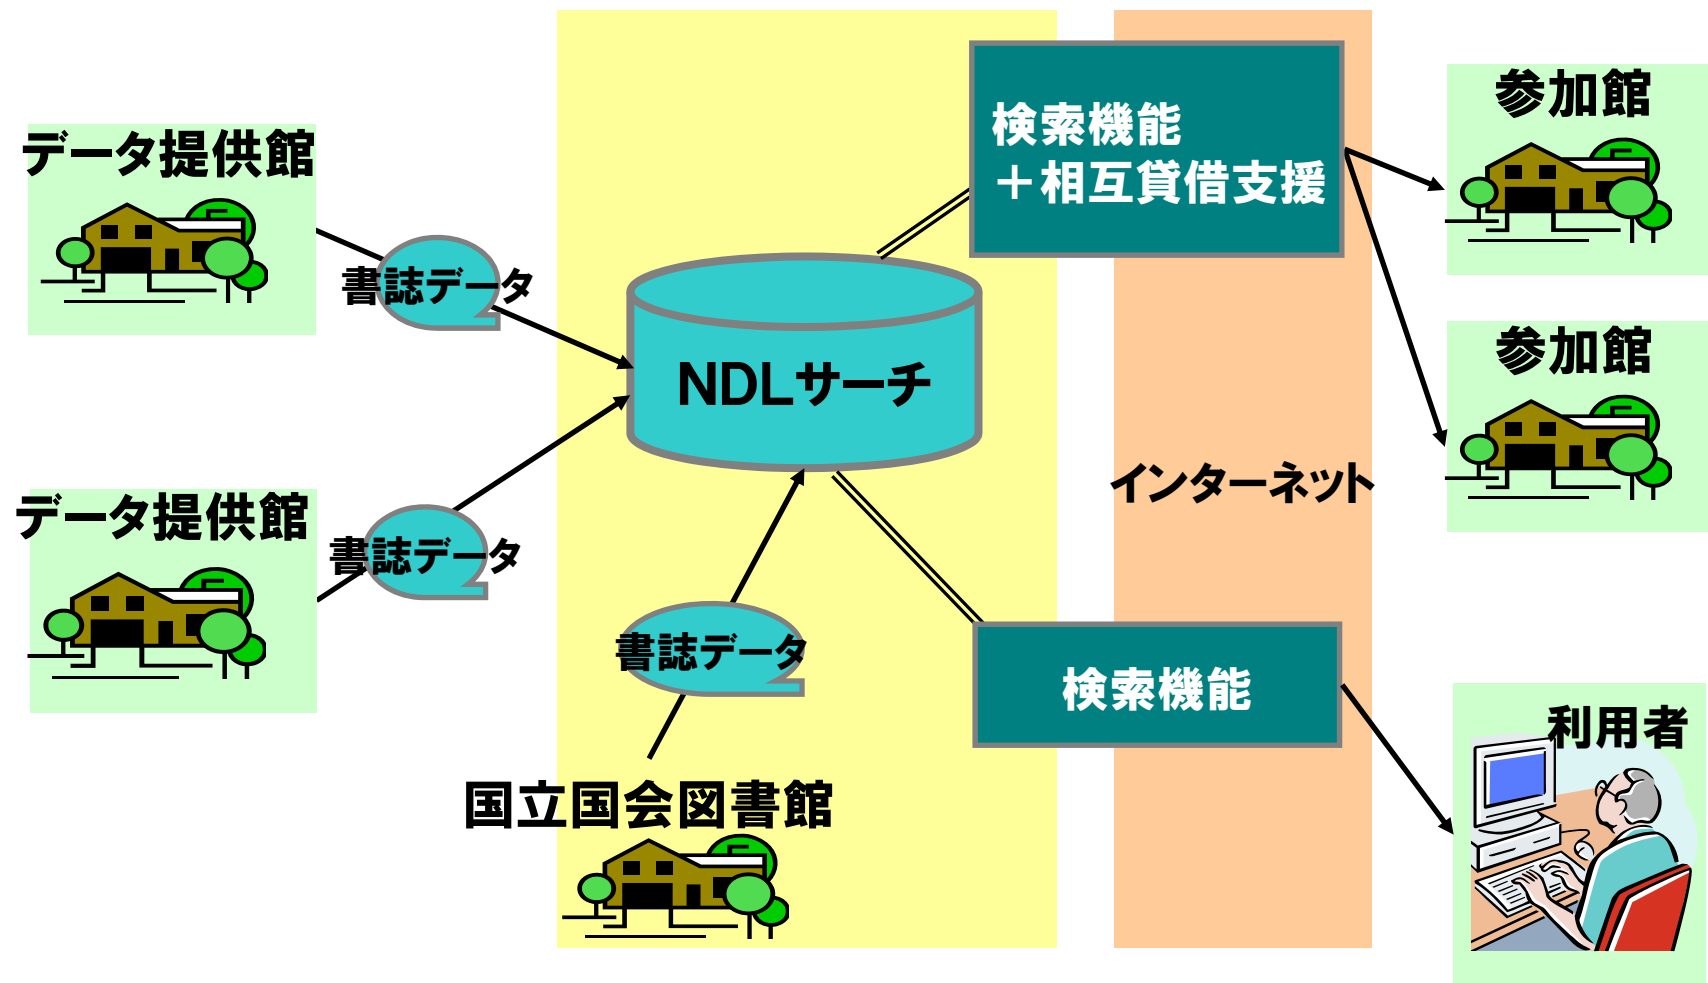 データ提供館
書誌データ
データ提供館
書誌データ
NDLサーチ
書誌データ
国立国会図書館
検索機能
＋相互貸借支援
検索機能
インターネット
参加館
参加館
利用者